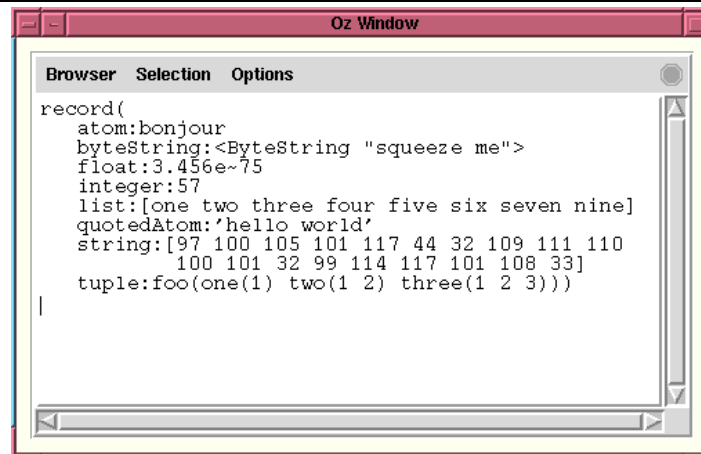 Oz Window
Browser Selection Options
record(
   atom:bonjour
   byteString:<ByteString "squeeze me">
   float:3.456e~75
   integer:57
   list:[one two three four five six seven nine]
   quotedAtom:'hello world'
   string:[97 100 105 101 117 44 32 109 111 110
           100 101 32 99 114 117 101 108 33]
   tuple:foo(one(1) two(1 2) three(1 2 3)))